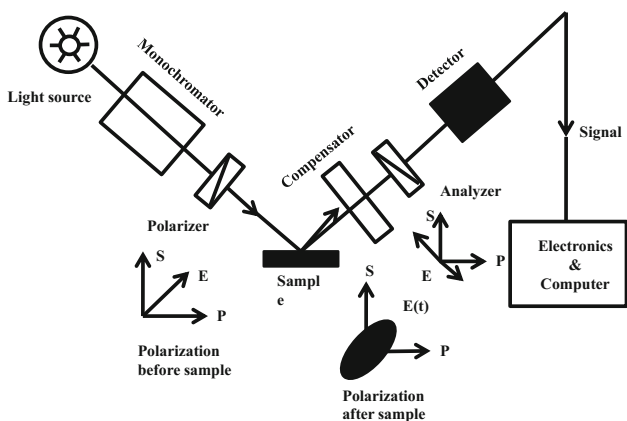 Light source
Monochromator
Polarizer
Compensator
Detector
Analyzer
Signal
Electronics
&
Computer
Sampl
e
S
E
P
Polarization
before sample
S
E(t)
P
Polarization
after sample
S
E
P